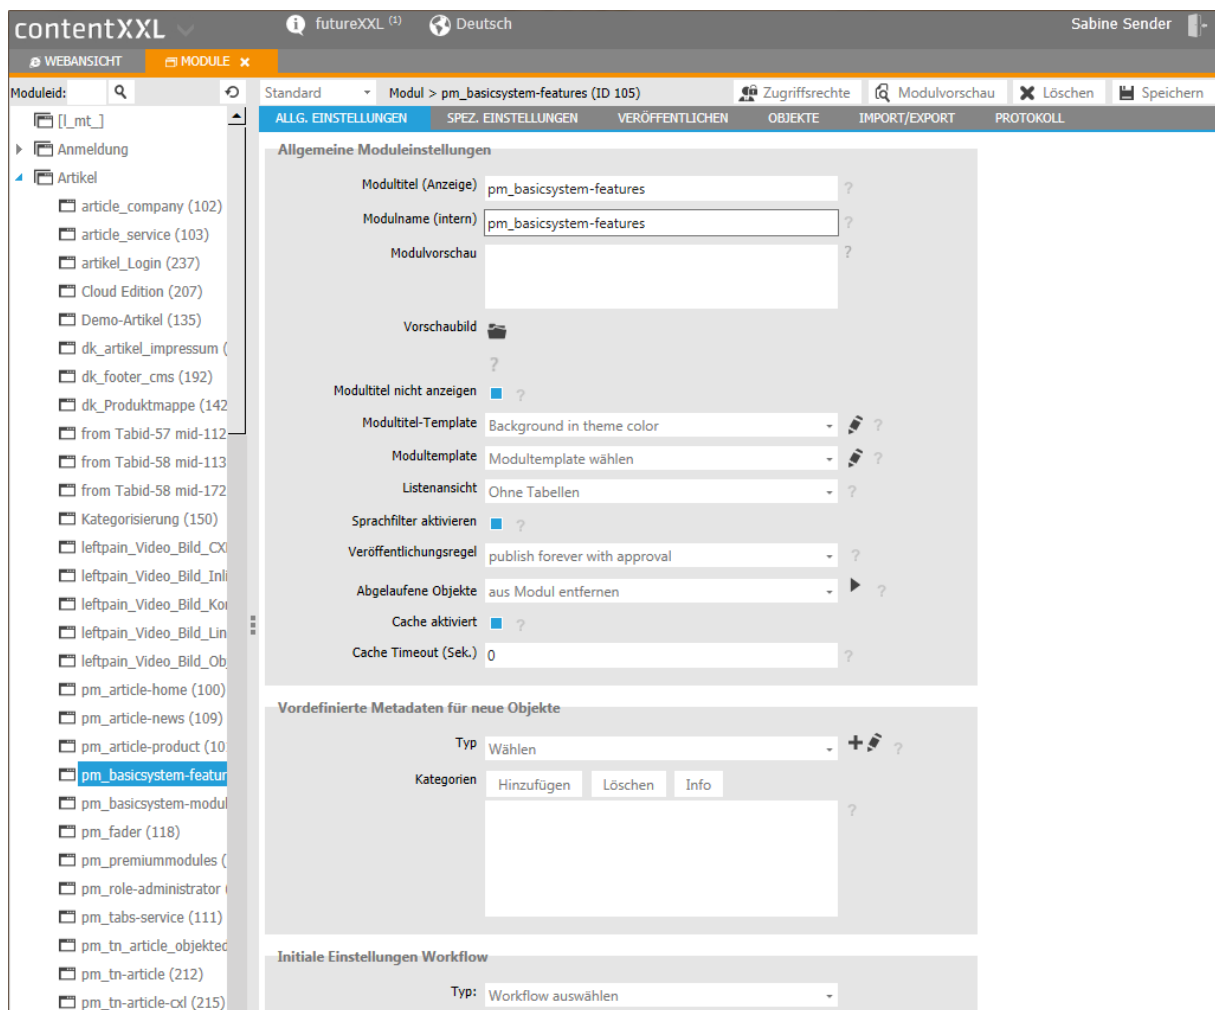 contentXXL
futureXXL (1)
Deutsch
Sabine Sender
WEBANSICHT
MODULE
Moduleid:
Standard
Modul > pm_basicsystem-features (ID 105)
Zugriffsrechte
Modulvorschau
Löschen
Speichern
ALLG. EINSTELLUNGEN
SPEZ. EINSTELLUNGEN
VERÖFFENTLICHEN
OBJEKTE
IMPORT/EXPORT
PROTOKOLL
[l_mt_]
Anmeldung
Artikel
article_company (102)
article_service (103)
artikel_Login (237)
Cloud Edition (207)
Demo-Artikel (135)
dk_artikel_impressum (
dk_footer_cms (192)
dk_Produktmappe (142
from Tabid-57 mid-112
from Tabid-58 mid-113
from Tabid-58 mid-172
Kategorisierung (150)
leftpain_Video_Bild_CX
leftpain_Video_Bild_Inli
leftpain_Video_Bild_Ko
leftpain_Video_Bild_Lin
leftpain_Video_Bild_Ob
pm_article-home (100)
pm_article-news (109)
pm_article-product (10
pm_basicsystem-featur
pm_basicsystem-modul
pm_fader (118)
pm_premiummodules (
pm_role-administrator
pm_tabs-service (111)
pm_tn_article_objekted
pm_tn-article (212)
pm_tn-article-cxl (215)
Allgemeine Moduleinstellungen
Modultitel (Anzeige) pm_basicsystem-features ?
Modulname (intern) pm_basicsystem-features ?
Modulvorschau ?
Vorschaubild
?
Modultitel nicht anzeigen ?
Modultitel-Template Background in theme color ?
Modultemplate Modultemplate wählen ?
Listenansicht Ohne Tabellen ?
Sprachfilter aktivieren ?
Veröffentlichungsregel publish forever with approval ?
Abgelaufene Objekte aus Modul entfernen ?
Cache aktiviert ?
Cache Timeout (Sek.) 0 ?
Vordefinierte Metadaten für neue Objekte
Typ Wählen ?
Kategorien Hinzufügen Löschen Info
?
Initiale Einstellungen Workflow
Typ: Workflow auswählen